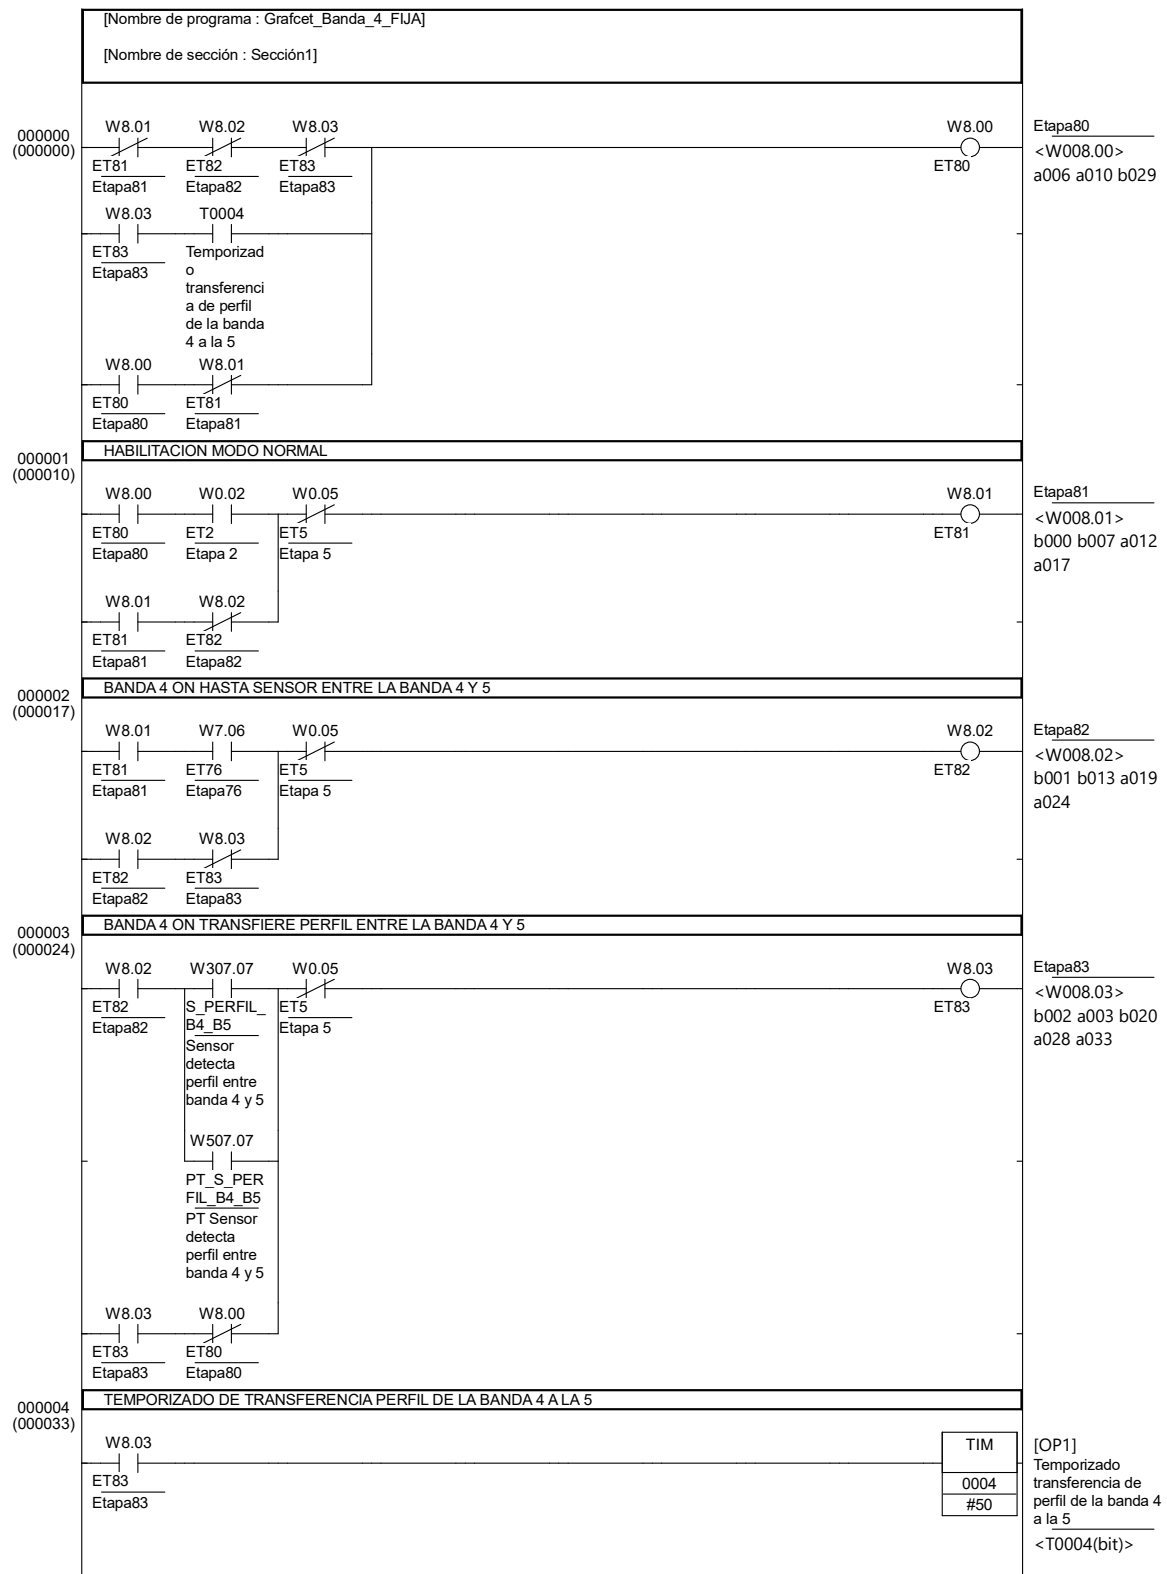 [Nombre de programa : Grafcet_Banda_4_FIJA]
[Nombre de sección : Sección1]
000000
(000000)
W8.01 W8.02 W8.03 W8.00
ET81 ET82 ET83 ET80
Etapa81 Etapa82 Etapa83
Etapa80
<W008.00>
a006 a010 b029
W8.03 T0004
ET83 Temporizad
Etapa83 o
transferenci
a de perfil
de la banda
4 a la 5
W8.00 W8.01
ET80 ET81
Etapa80 Etapa81
000001
(000010)
HABILITACION MODO NORMAL
W8.00 W0.02 W0.05 W8.01
ET80 ET2 ET5 ET81
Etapa80 Etapa 2 Etapa 5
Etapa81
<W008.01>
b000 b007 a012
a017
W8.01 W8.02
ET81 ET82
Etapa81 Etapa82
000002
(000017)
BANDA 4 ON HASTA SENSOR ENTRE LA BANDA 4 Y 5
W8.01 W7.06 W0.05 W8.02
ET81 ET76 ET5 ET82
Etapa81 Etapa76 Etapa 5
Etapa82
<W008.02>
b001 b013 a019
a024
W8.02 W8.03
ET82 ET83
Etapa82 Etapa83
000003
(000024)
BANDA 4 ON TRANSFIERE PERFIL ENTRE LA BANDA 4 Y 5
W8.02 W307.07 W0.05 W8.03
ET82 S_PERFIL_ ET5 ET83
Etapa82 B4_B5 Etapa 5
Sensor
detecta
perfil entre
banda 4 y 5
Etapa83
<W008.03>
b002 a003 b020
a028 a033
W507.07
PT_S_PER
FIL_B4_B5
PT Sensor
detecta
perfil entre
banda 4 y 5
W8.03 W8.00
ET83 ET80
Etapa83 Etapa80
000004
(000033)
TEMPORIZADO DE TRANSFERENCIA PERFIL DE LA BANDA 4 A LA 5
W8.03 TIM
ET83 0004
Etapa83 #50
[OP1]
Temporizado
transferencia de
perfil de la banda 4
a la 5
<T0004(bit)>